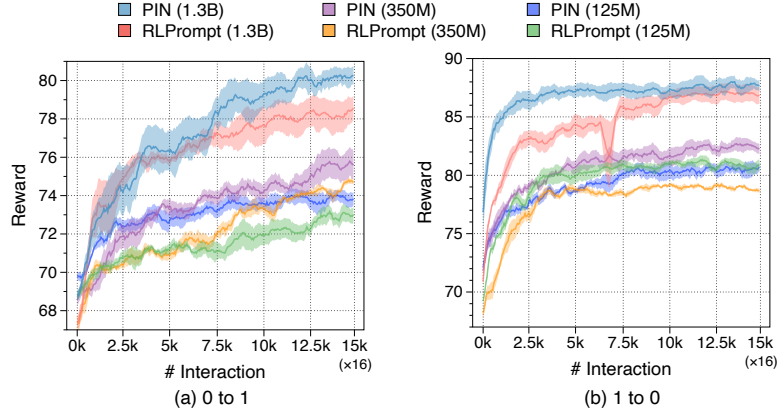 PIN (1.3B) PIN (350M) PIN (125M)
RLPrompt (1.3B) RLPrompt (350M) RLPrompt (125M)
Reward
80
78
76
74
72
70
68
0k 2.5k 5k 7.5k 10k 12.5k 15k
(×16)
# Interaction
(a) 0 to 1
Reward
90
85
80
75
70
0k 2.5k 5k 7.5k 10k 12.5k 15k
(×16)
# Interaction
(b) 1 to 0